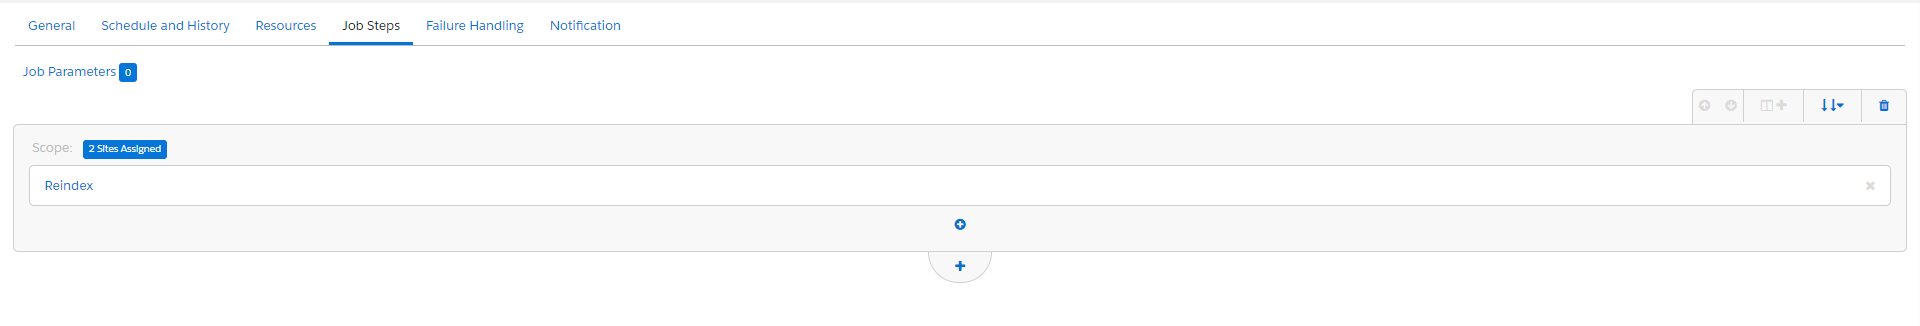 General Schedule and History Resources Job Steps Failure Handling Notification
Job Parameters 0
Scope: 2 Sites Assigned
Reindex